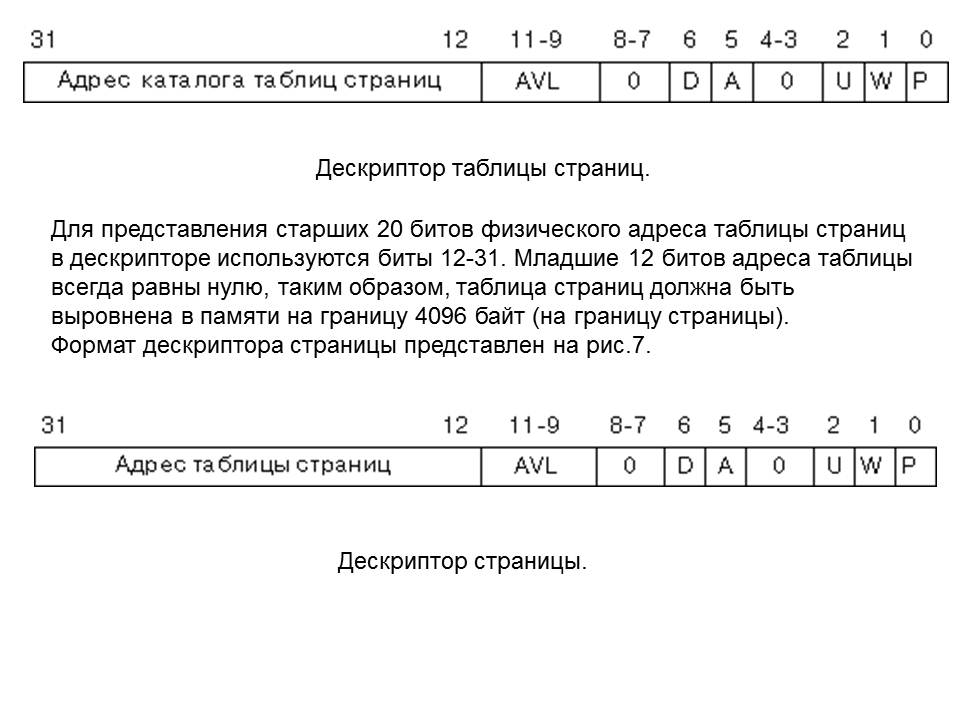 31 12 11-9 8-7 6 5 4-3 2 1 0
Адрес каталога таблиц страниц AVL 0 D A 0 U W P
Дескриптор таблицы страниц.
Для представления старших 20 битов физического адреса таблицы страниц
в дескрипторе используются биты 12-31. Младшие 12 битов адреса таблицы
всегда равны нулю, таким образом, таблица страниц должна быть
выровнена в памяти на границу 4096 байт (на границу страницы).
Формат дескриптора страницы представлен на рис.7.
31 12 11-9 8-7 6 5 4-3 2 1 0
Адрес таблицы страниц AVL 0 D A 0 U W P
Дескриптор страницы.